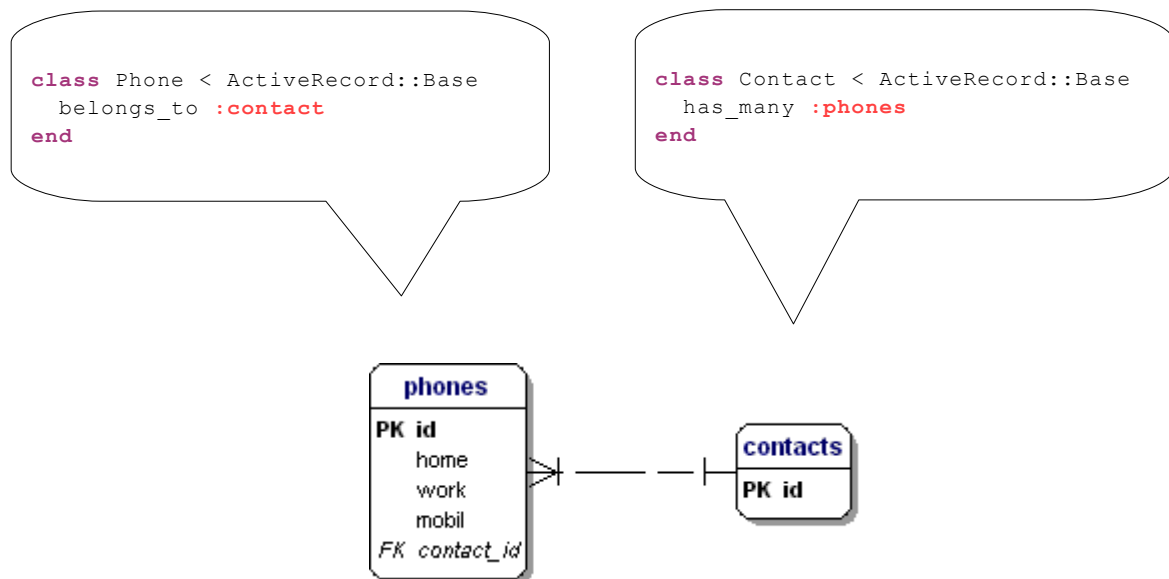 class Phone < ActiveRecord::Base
  belongs_to :contact
end
class Contact < ActiveRecord::Base
  has_many :phones
end
phones
PK id
home
work
mobil
FK contact_id
contacts
PK id